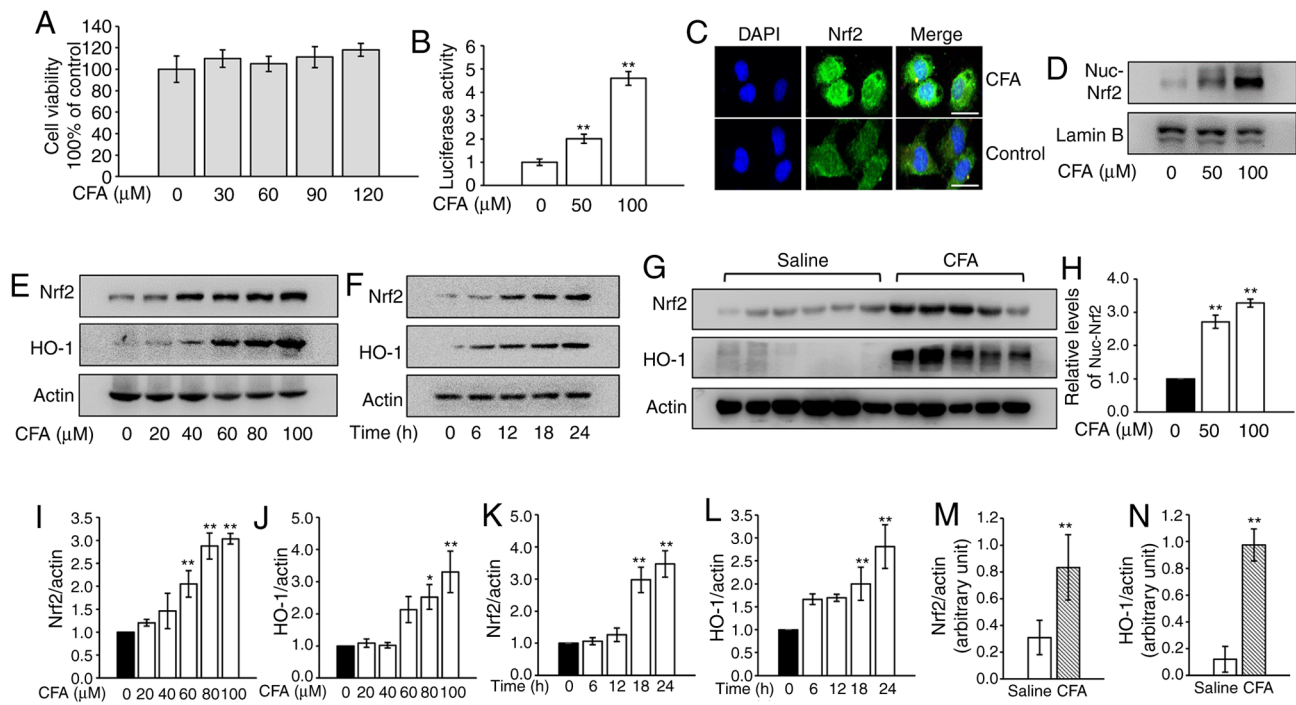 A
140
120
100
80
60
40
20
0
Cell viability
100% of control
CFA (μM) 0 30 60 90 120
B
6
5
4
3
2
1
0
Luciferase activity
**
**
CFA (μM) 0 50 100
C
DAPI Nrf2 Merge
CFA
Control
D
Nuc-
Nrf2
Lamin B
CFA (μM) 0 50 100
E
Nrf2
HO-1
Actin
CFA (μM) 0 20 40 60 80 100
F
Nrf2
HO-1
Actin
Time (h) 0 6 12 18 24
G
Saline CFA
Nrf2
HO-1
Actin
H
4.0
3.0
2.0
1.0
0.0
Relative levels
of Nuc-Nrf2
** **
CFA (μM) 0 50 100
I
3.5
3.0
2.5
2.0
1.5
1.0
0.5
0.0
Nrf2/actin
** ** **
CFA (μM) 0 20 40 60 80 100
J
5.0
4.0
3.0
2.0
1.0
0.0
HO-1/actin
* **
CFA (μM) 0 20 40 60 80 100
K
5.0
4.0
3.0
2.0
1.0
0.0
Nrf2/actin
** **
Time (h) 0 6 12 18 24
L
3.5
3.0
2.5
2.0
1.5
1.0
0.5
0.0
HO-1/actin
** **
Time (h) 0 6 12 18 24
M
1.2
1.0
0.8
0.6
0.4
0.2
0.0
Nrf2/actin
(arbitrary unit)
**
Saline CFA
N
1.2
1.0
0.8
0.6
0.4
0.2
0.0
HO-1/actin
(arbitrary unit)
**
Saline CFA